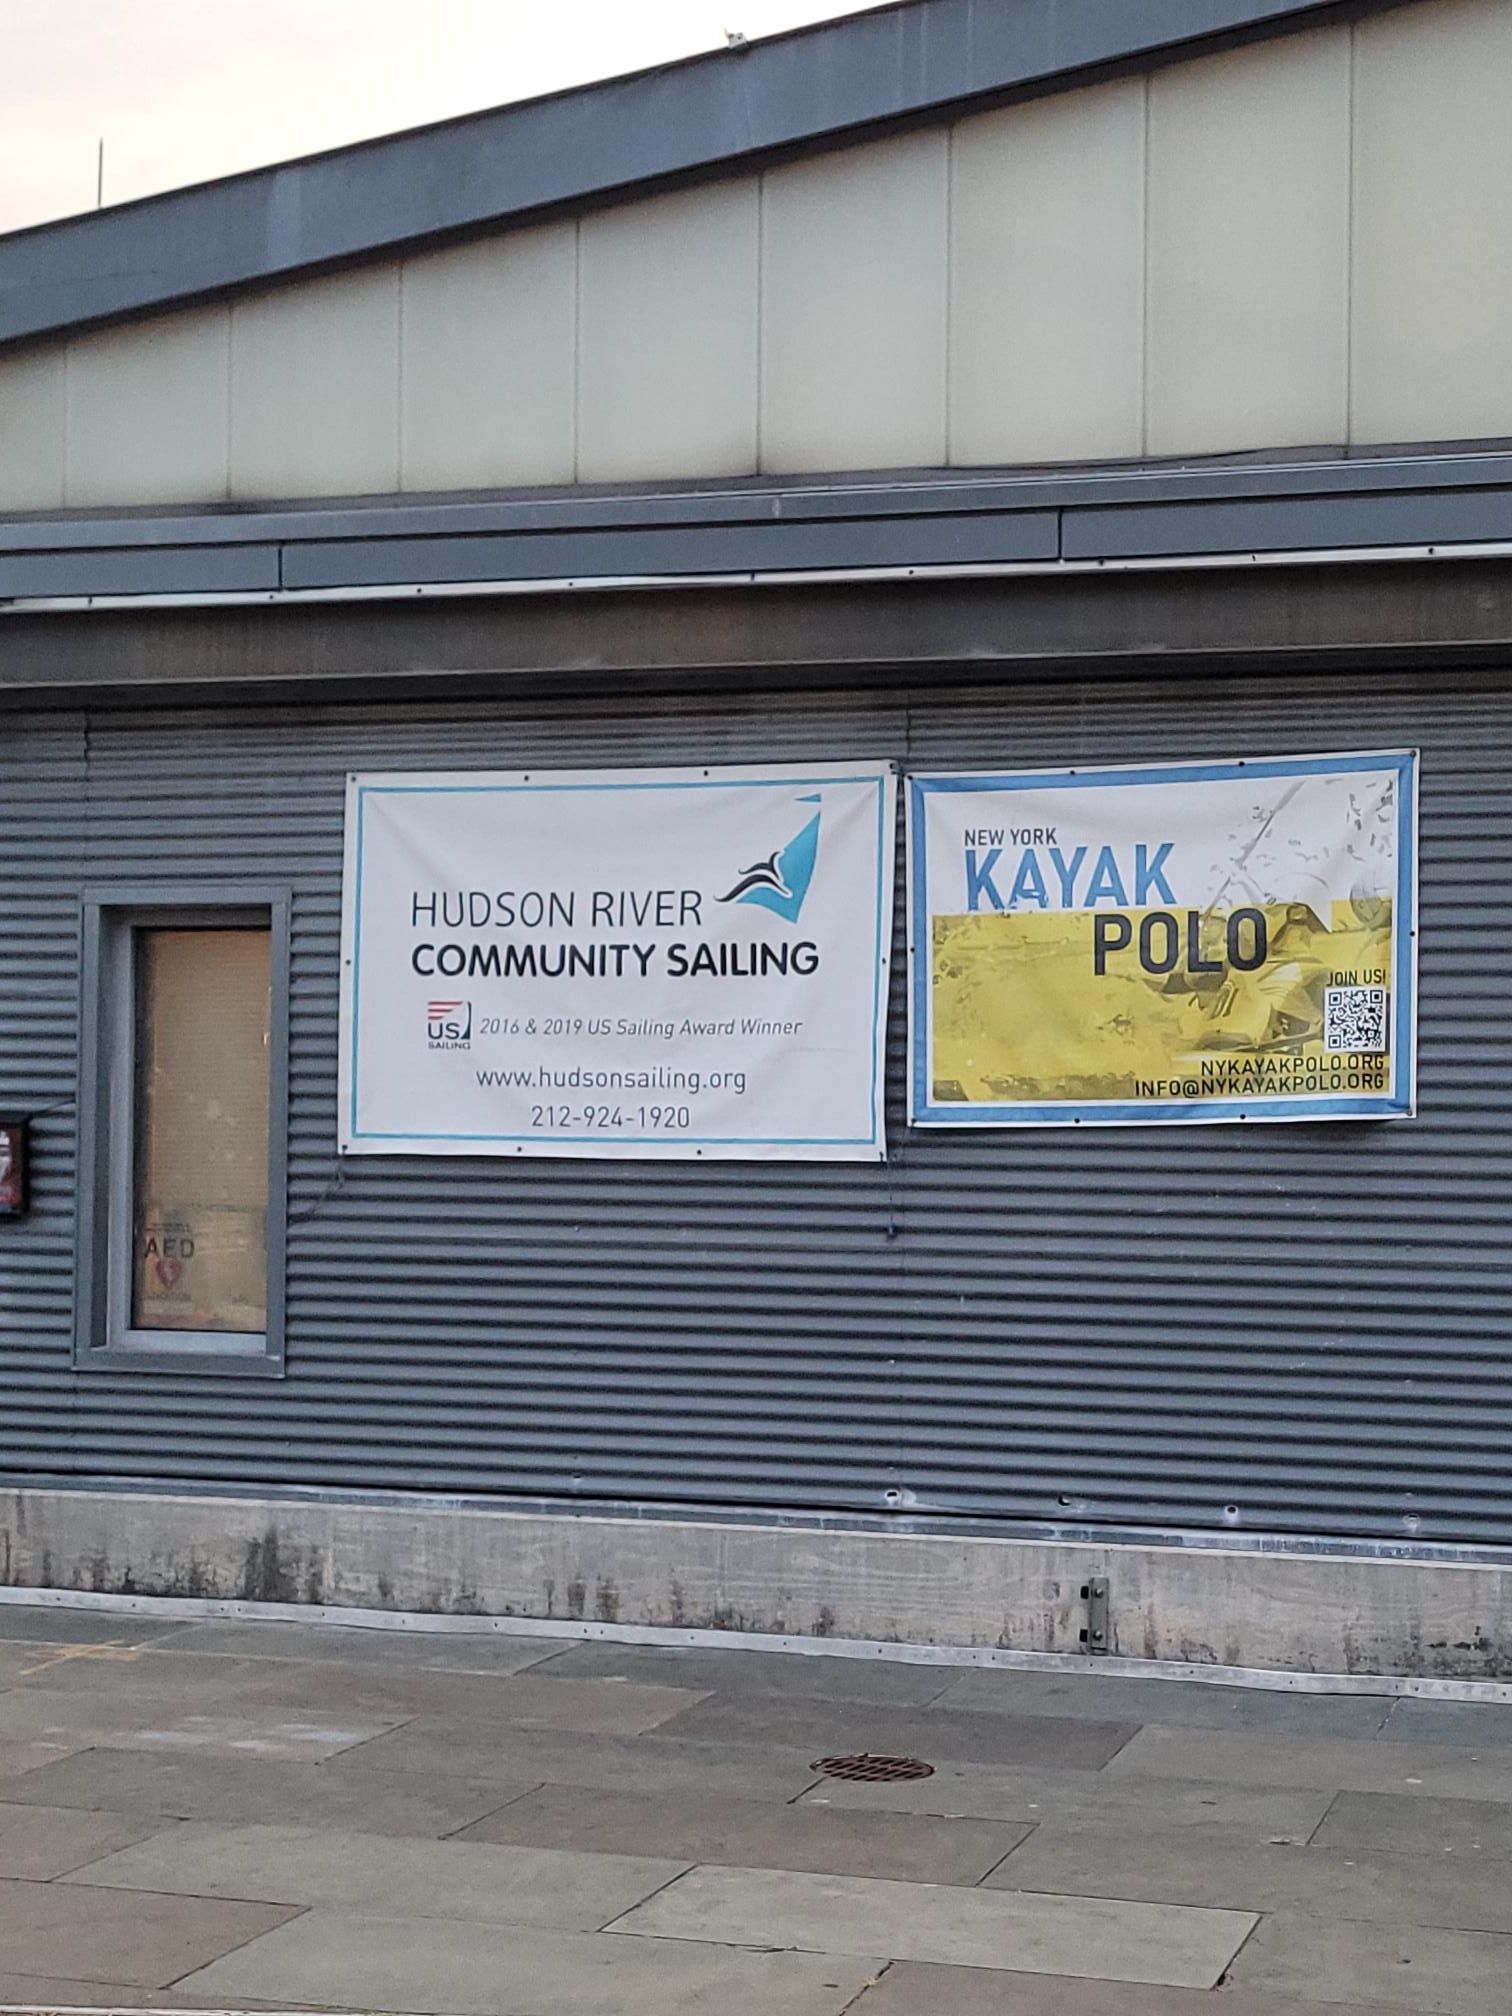 HUDSON RIVER
COMMUNITY SAILING
US
SAILING
2016 & 2019 US Sailing Award Winner
www.hudsonsailing.org
212-924-1920
NEW YORK
KAYAK
POLO
JOIN US!
NYKAYAKPOLO.ORG
INFO@NYKAYAKPOLO.ORG
AED